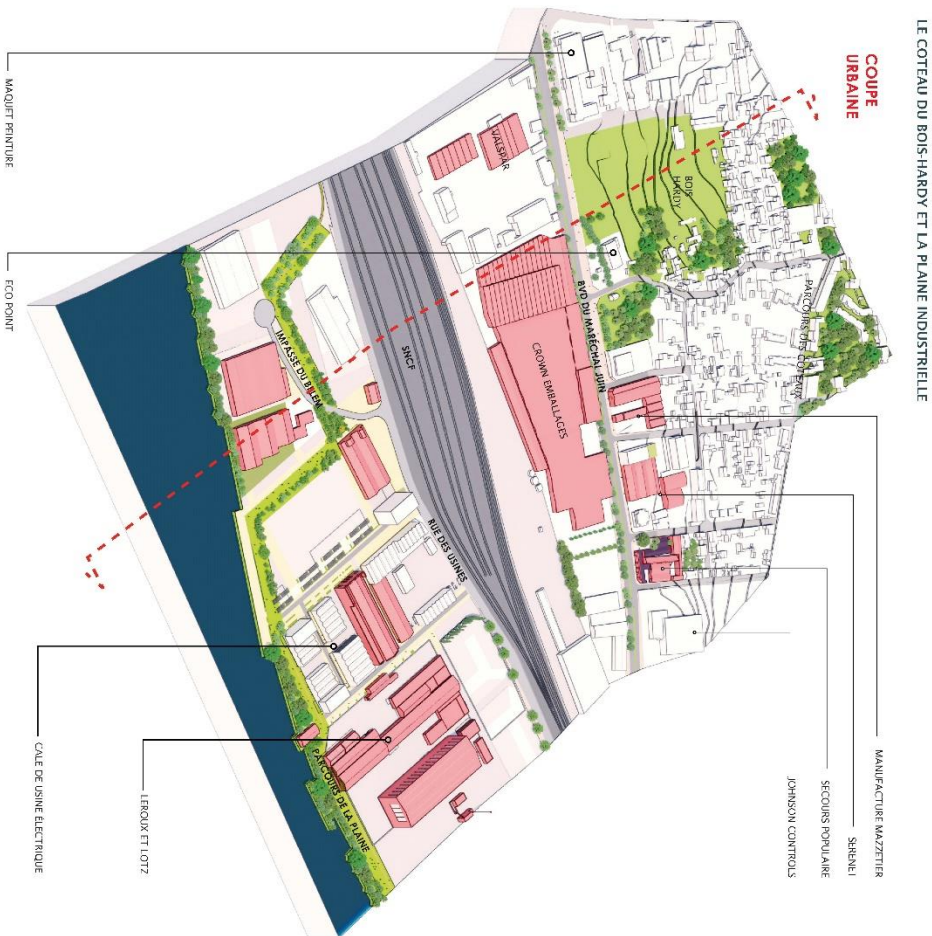 LE COTEAU DU BOIS-HARDY ET LA PLAINE INDUSTRIELLE
COUPE
URBAINE
MAQUET PEINTURE
ECO POINT
VALSPAR
BOIS
HARDY
PARCOURS DES COTEAUX
BVD DU MARÉCHAL JUIN
CROWN EMBALLAGES
SNCF
IMPASSE DU BELEM
RUE DES USINES
PARCOURS DE LA PLAINE
MANUFACTURE MAZZETIER
SERENET
SECOURS POPULAIRE
JOHNSON CONTROLS
LEROUX ET LOTZ
CALE DE USINE ÉLECTRIQUE